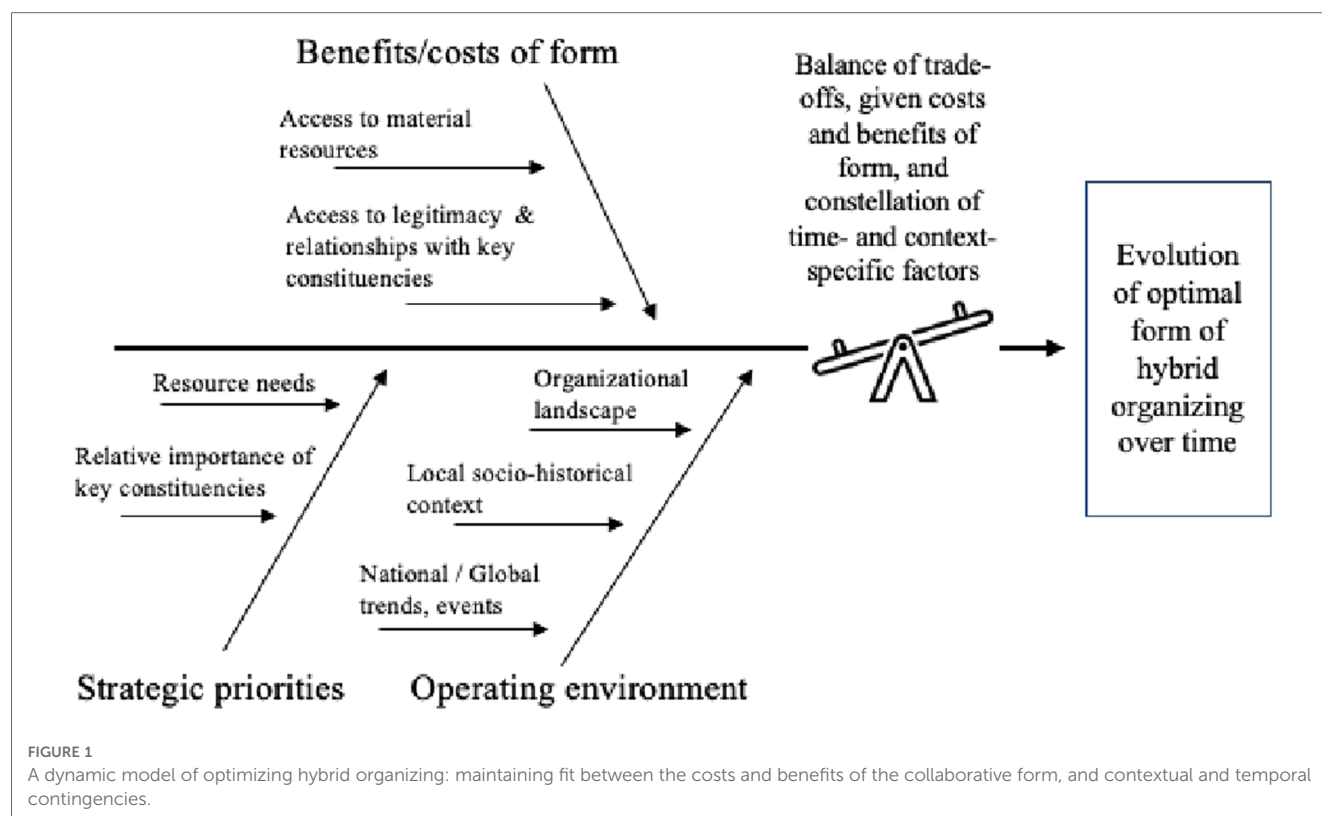 Benefits/costs of form
Access to material
resources
Access to legitimacy &
relationships with key
constituencies
Balance of trade-
offs, given costs
and benefits of
form, and
constellation of
time- and context-
specific factors
Evolution
of optimal
form of
hybrid
organizing
over time
Resource needs
Relative importance of
key constituencies
Organizational
landscape
Local socio-historical
context
National / Global
trends, events
Strategic priorities
Operating environment
FIGURE 1
A dynamic model of optimizing hybrid organizing: maintaining fit between the costs and benefits of the collaborative form, and contextual and temporal
contingencies.